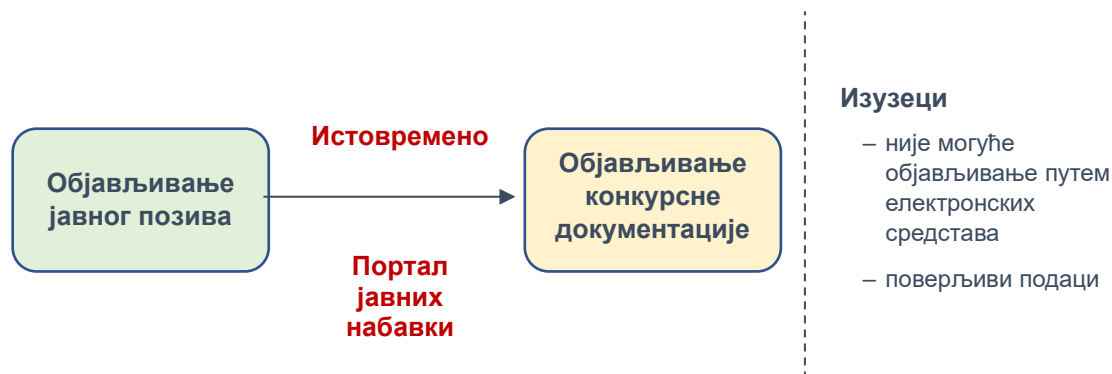 Објављивање
јавног позива
Истовремено
Портал
јавних
набавки
Објављивање
конкурсне
документације
Изузеци
– није могуће
објављивање путем
електронских
средстава
– поверљиви подаци